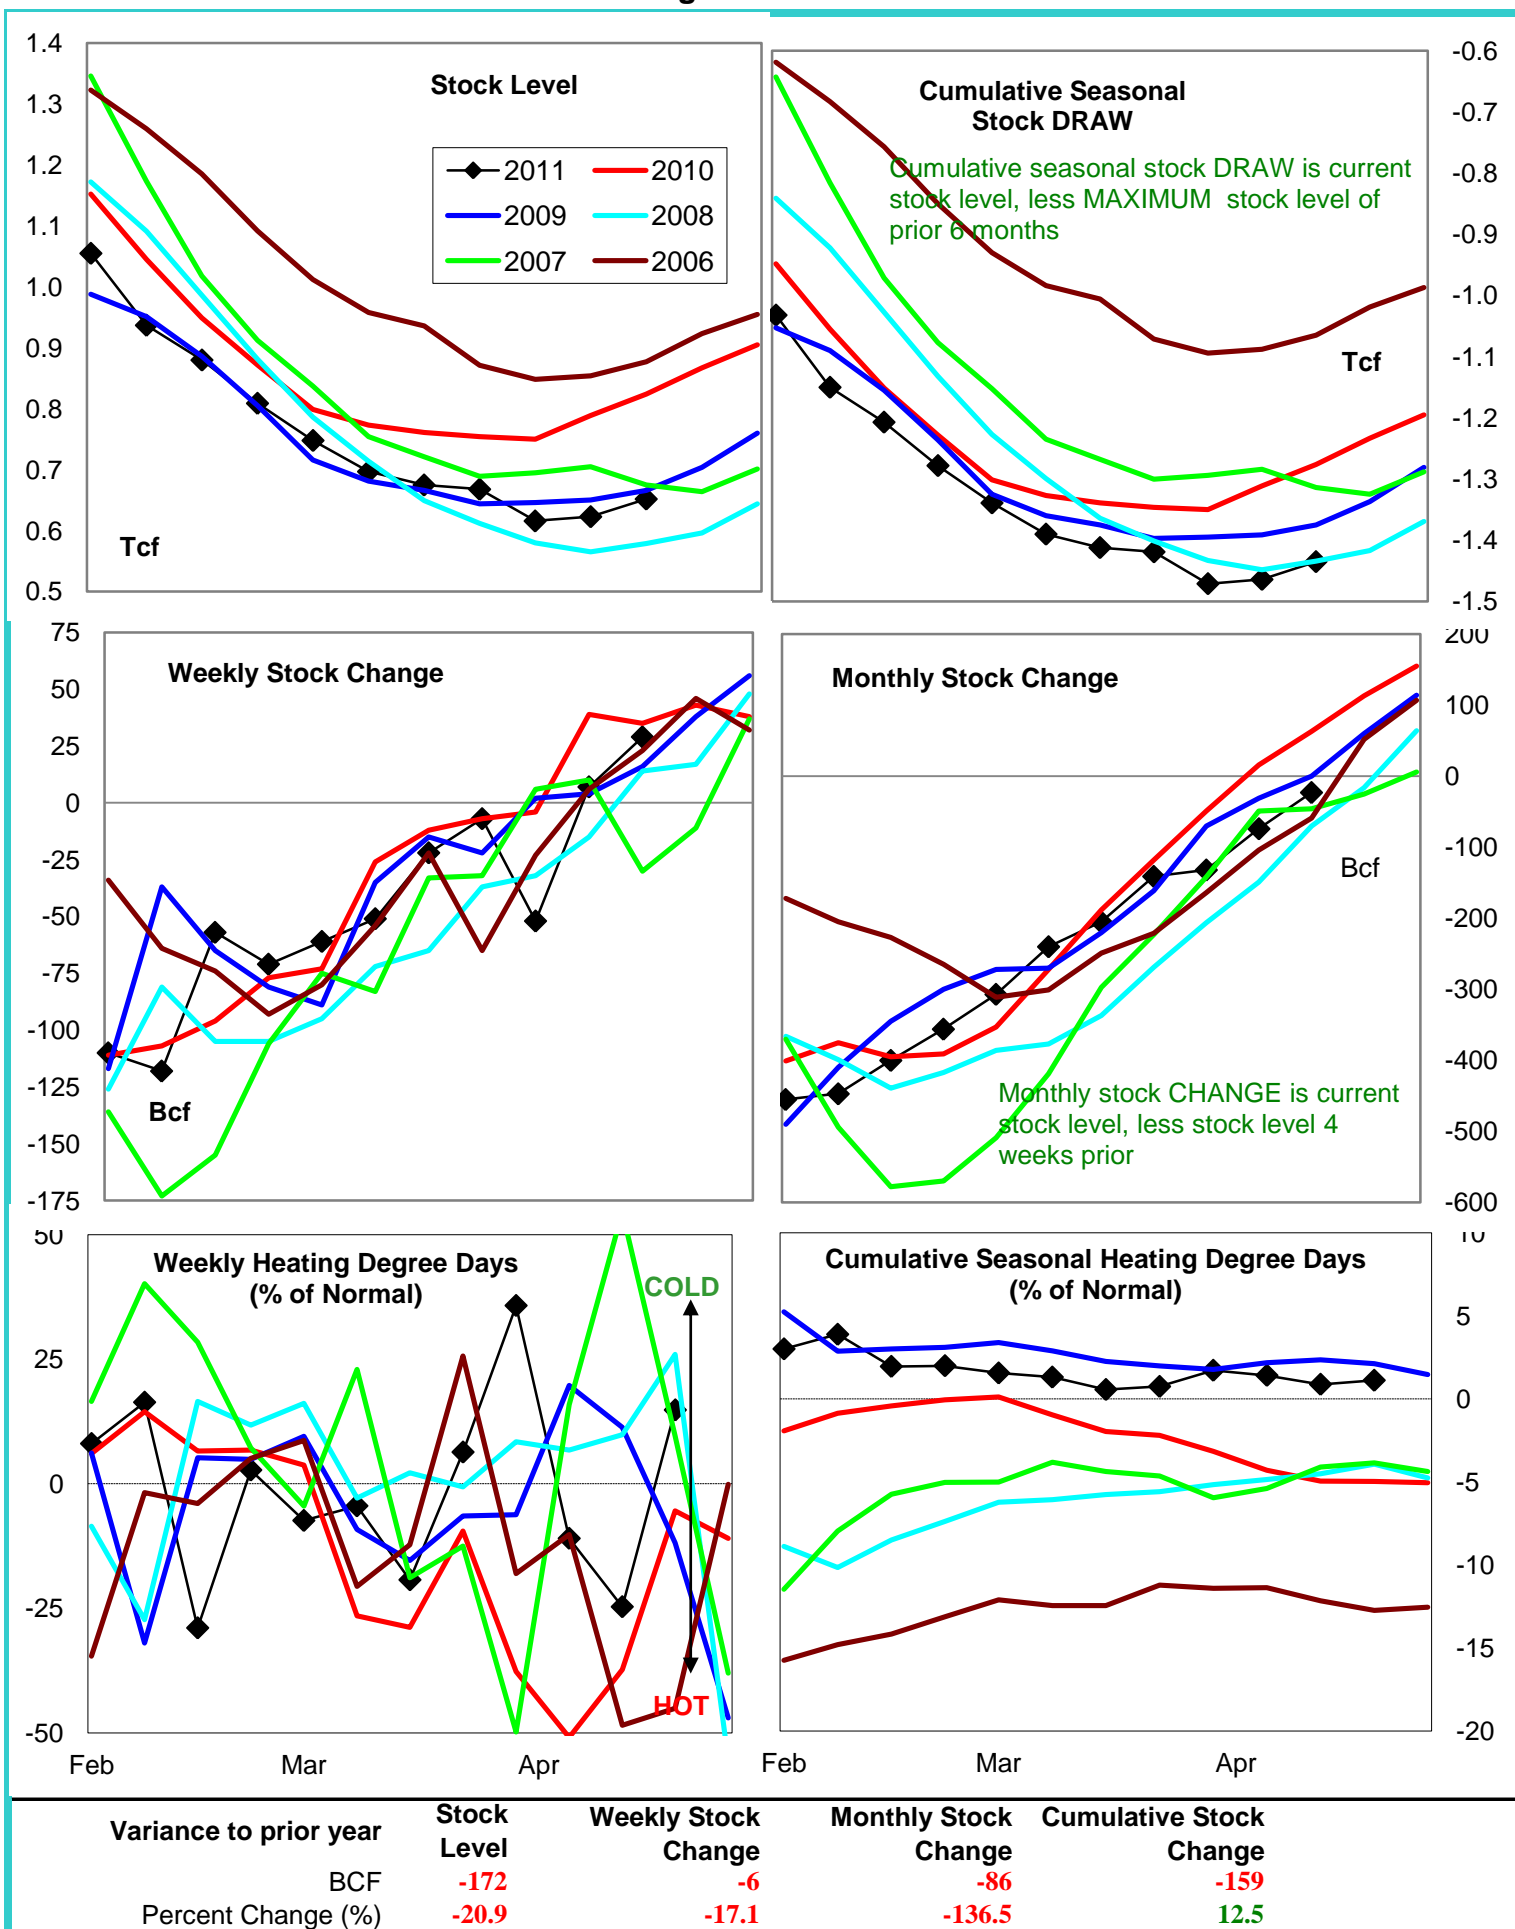 1.4
1.3
1.2
1.1
1.0
0.9
0.8
0.7
0.6
0.5
Stock Level
2011 2010
2009 2008
2007 2006
Tcf
Cumulative Seasonal
Stock DRAW
Cumulative seasonal stock DRAW is current
stock level, less MAXIMUM stock level of
prior 6 months
Tcf
-0.6
-0.7
-0.8
-0.9
-1.0
-1.1
-1.2
-1.3
-1.4
-1.5
75
50
25
0
-25
-50
-75
-100
-125
-150
-175
Weekly Stock Change
Bcf
Monthly Stock Change
Bcf
Monthly stock CHANGE is current
stock level, less stock level 4
weeks prior
200
100
0
-100
-200
-300
-400
-500
-600
50
25
0
-25
-50
Weekly Heating Degree Days
(% of Normal)
COLD
HOT
Feb Mar Apr
Cumulative Seasonal Heating Degree Days
(% of Normal)
10
5
0
-5
-10
-15
-20
Feb Mar Apr
Variance to prior year
Stock
Level
Weekly Stock
Change
Monthly Stock
Change
Cumulative Stock
Change
BCF -172 -6 -86 -159
Percent Change (%) -20.9 -17.1 -136.5 12.5